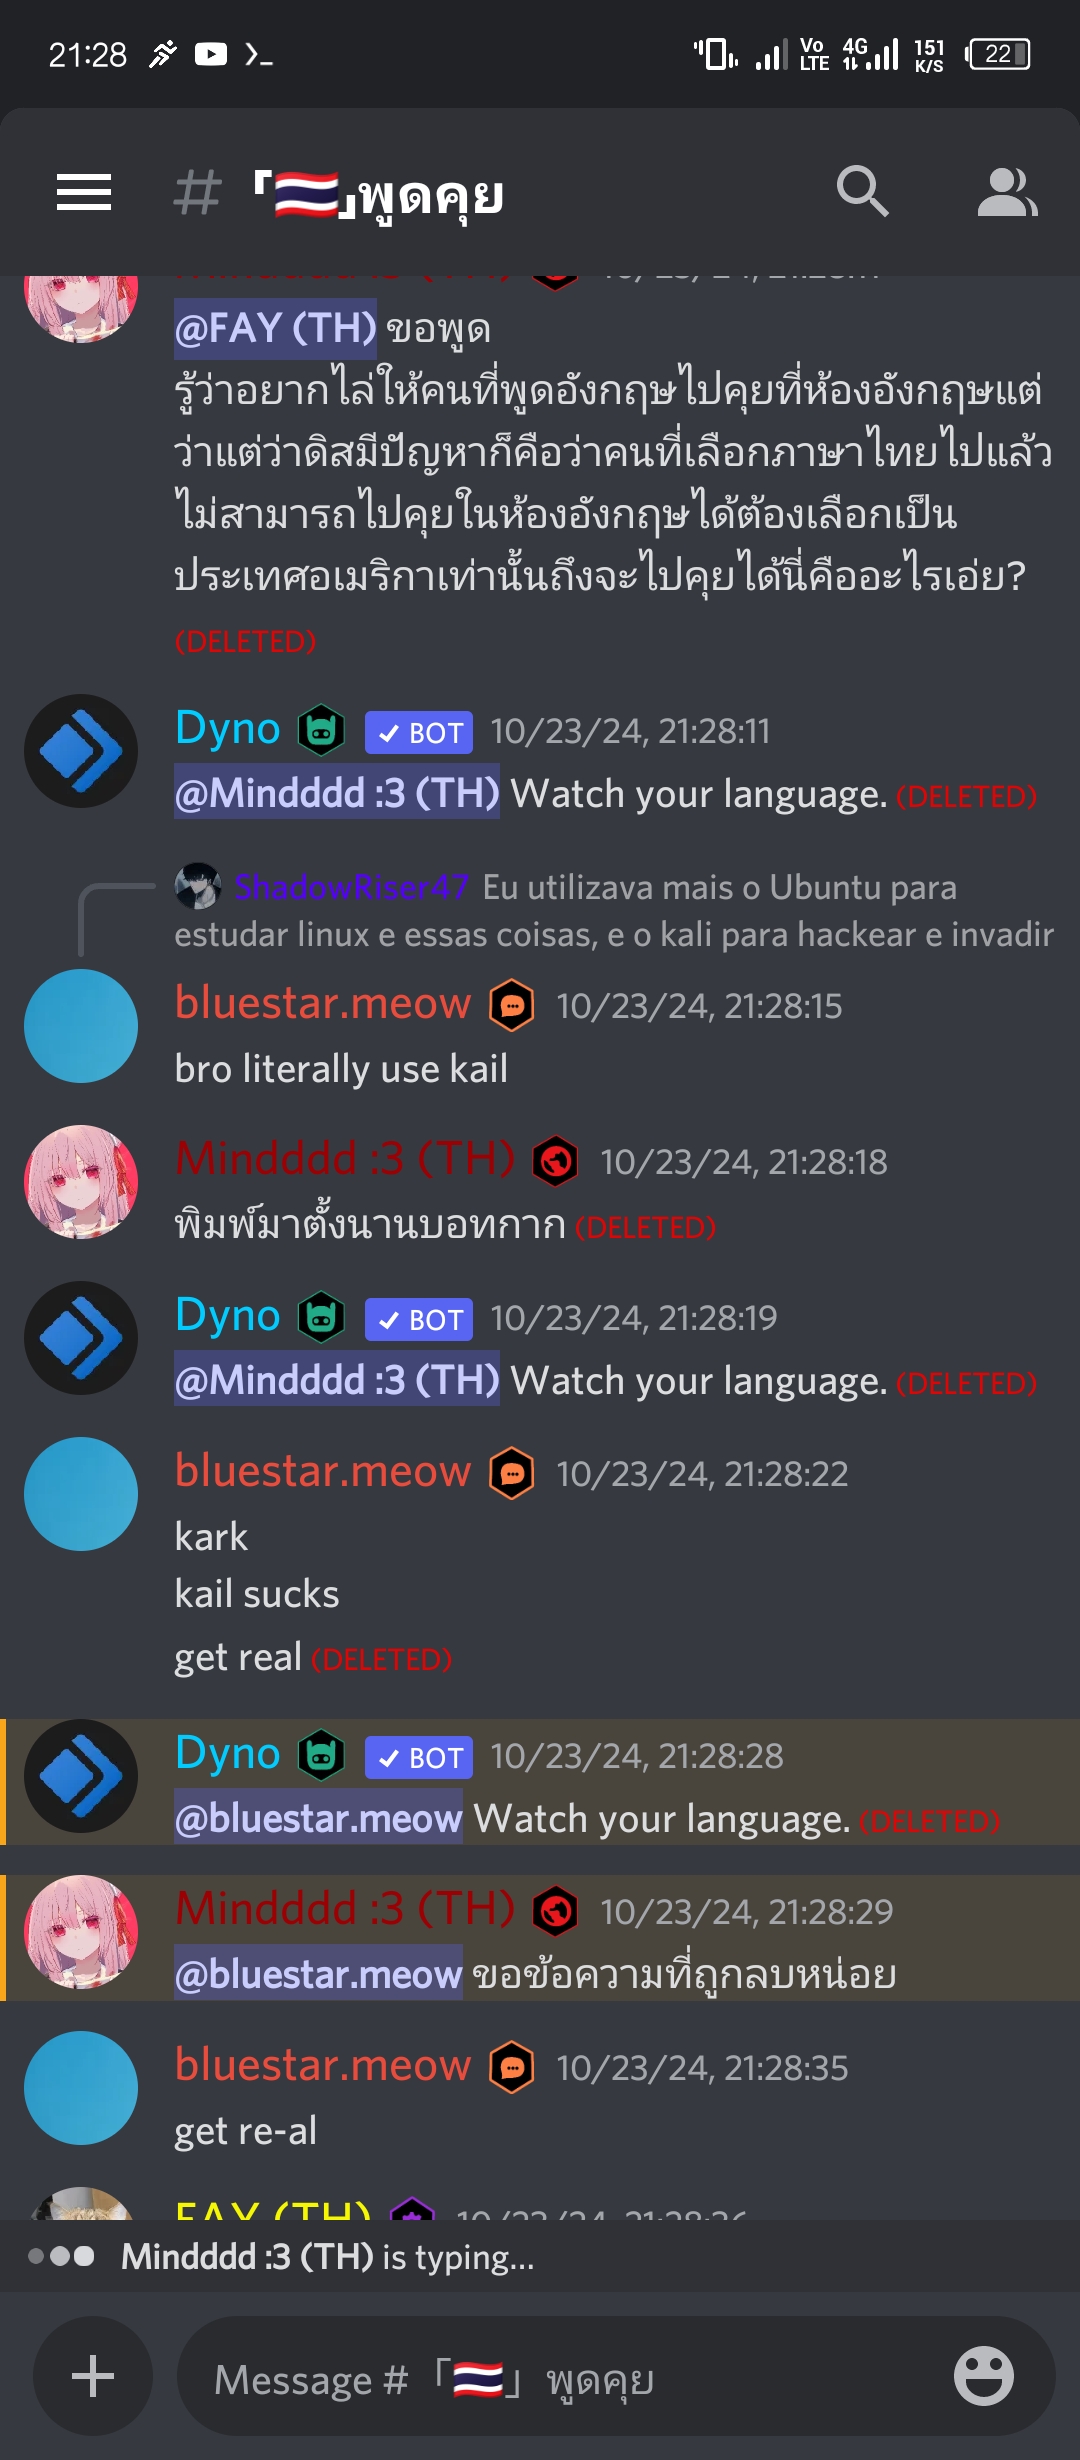 21:28 Vo LTE 4G 151 K/S 22
# 「🇹🇭」พูดคุย
@FAY (TH) ขอพูด
รู้ว่าอยากไล่ให้คนที่พูดอังกฤษไปคุยที่ห้องอังกฤษแต่
ว่าแต่ว่าดิสมีปัญหาก็คือว่าคนที่เลือกภาษาไทยไปแล้ว
ไม่สามารถไปคุยในห้องอังกฤษได้ต้องเลือกเป็น
ประเทศอเมริกาเท่านั้นถึงจะไปคุยได้นี่คืออะไรเอ่ย?
(DELETED)
Dyno ✓ BOT 10/23/24, 21:28:11
@Mindddd :3 (TH) Watch your language. (DELETED)
ShadowRiser47 Eu utilizava mais o Ubuntu para
estudar linux e essas coisas, e o kali para hackear e invadir
bluestar.meow 10/23/24, 21:28:15
bro literally use kail
Mindddd :3 (TH) 10/23/24, 21:28:18
พิมพ์มาตั้งนานบอทกาก (DELETED)
Dyno ✓ BOT 10/23/24, 21:28:19
@Mindddd :3 (TH) Watch your language. (DELETED)
bluestar.meow 10/23/24, 21:28:22
kark
kail sucks
get real (DELETED)
Dyno ✓ BOT 10/23/24, 21:28:28
@bluestar.meow Watch your language. (DELETED)
Mindddd :3 (TH) 10/23/24, 21:28:29
@bluestar.meow ขอข้อความที่ถูกลบหน่อย
bluestar.meow 10/23/24, 21:28:35
get re-al
FAY (TH) 10/23/24, 21:28:36
Mindddd :3 (TH) is typing...
Message #「🇹🇭」พูดคุย